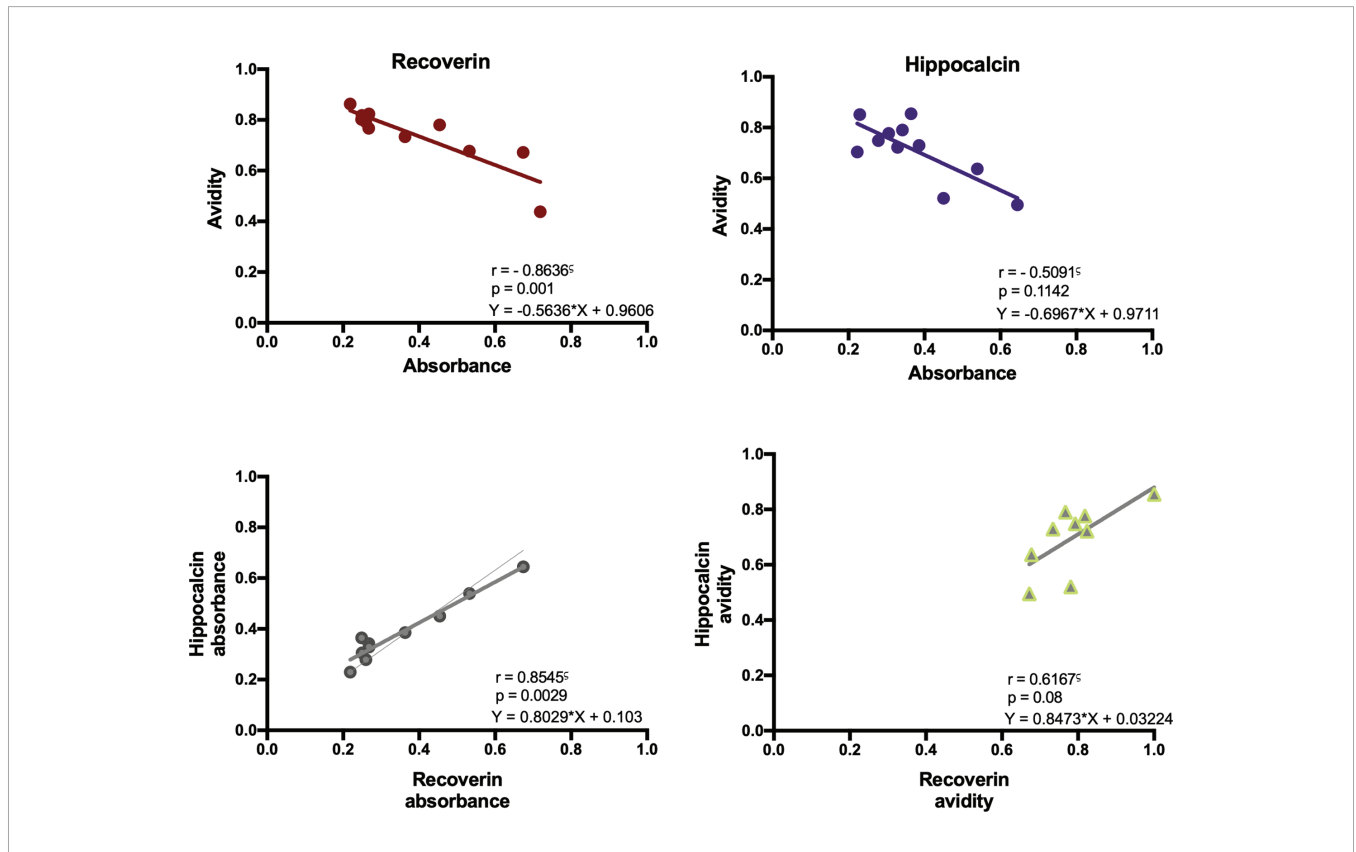 Recoverin
1.0
0.8
0.6
0.4
0.2
0.0
Avidity
r = - 0.8636ˢ
p = 0.001
Y = -0.5636*X + 0.9606
0.0 0.2 0.4 0.6 0.8 1.0
Absorbance
Hippocalcin
1.0
0.8
0.6
0.4
0.2
0.0
Avidity
r = - 0.5091ˢ
p = 0.1142
Y = -0.6967*X + 0.9711
0.0 0.2 0.4 0.6 0.8 1.0
Absorbance
1.0
0.8
0.6
0.4
0.2
0.0
Hippocalcin
absorbance
r = 0.8545ˢ
p = 0.0029
Y = 0.8029*X + 0.103
0.0 0.2 0.4 0.6 0.8 1.0
Recoverin
absorbance
1.0
0.8
0.6
0.4
0.2
0.0
Hippocalcin
avidity
r = 0.6167ˢ
p = 0.08
Y = 0.8473*X + 0.03224
0.0 0.2 0.4 0.6 0.8 1.0
Recoverin
avidity